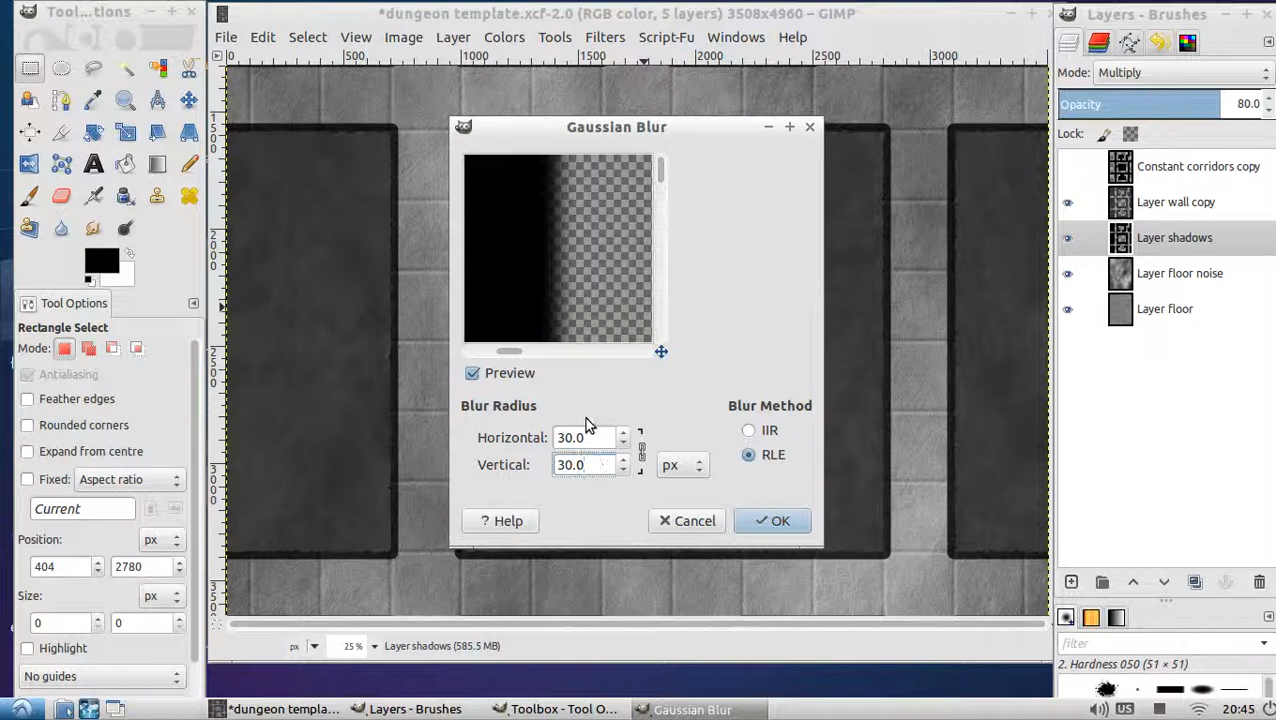 Tool...tions
*dungeon template.xcf-2.0 (RGB color, 5 layers) 3508x4960 – GIMP
Layers - Brushes
File Edit Select View Image Layer Colors Tools Filters Script-Fu Windows Help
0 500 1000 1500 2000 2500 3000
Mode: Multiply
Opacity 80.0
Lock:
Constant corridors copy
Layer wall copy
Layer shadows
Layer floor noise
Layer floor
Gaussian Blur
Preview
Blur Radius
Horizontal: 30.0
Vertical: 30.0
px
Blur Method
IIR
RLE
? Help
Cancel
OK
Tool Options
Rectangle Select
Mode:
Antialiasing
Feather edges
Rounded corners
Expand from centre
Fixed: Aspect ratio
Current
Position: px
404 2780
Size: px
0 0
Highlight
No guides
px 25 % Layer shadows (585.5 MB)
filter
2. Hardness 050 (51 × 51)
*dungeon templa... Layers - Brushes Toolbox - Tool O... Gaussian Blur US 20:45